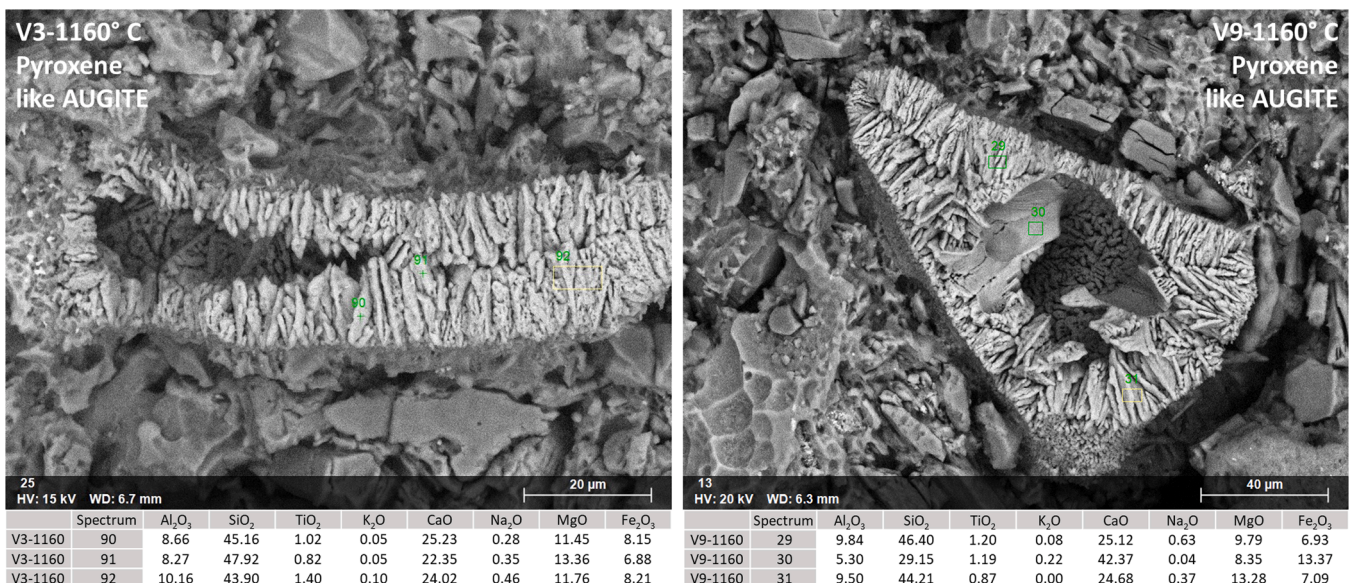 V3-1160° C
Pyroxene
like AUGITE
91
92
90
25
HV: 15 kV WD: 6.7 mm
20 µm
Spectrum Al₂O₃ SiO₂ TiO₂ K₂O CaO Na₂O MgO Fe₂O₃
V3-1160 90 8.66 45.16 1.02 0.05 25.23 0.28 11.45 8.15
V3-1160 91 8.27 47.92 0.82 0.05 22.35 0.35 13.36 6.88
V3-1160 92 10.16 43.90 1.40 0.10 24.02 0.46 11.76 8.21
V9-1160° C
Pyroxene
like AUGITE
29
30
31
13
HV: 20 kV WD: 6.3 mm
40 µm
Spectrum Al₂O₃ SiO₂ TiO₂ K₂O CaO Na₂O MgO Fe₂O₃
V9-1160 29 9.84 46.40 1.20 0.08 25.12 0.63 9.79 6.93
V9-1160 30 5.30 29.15 1.19 0.22 42.37 0.04 8.35 13.37
V9-1160 31 9.50 44.21 0.87 0.00 24.68 0.37 13.28 7.09